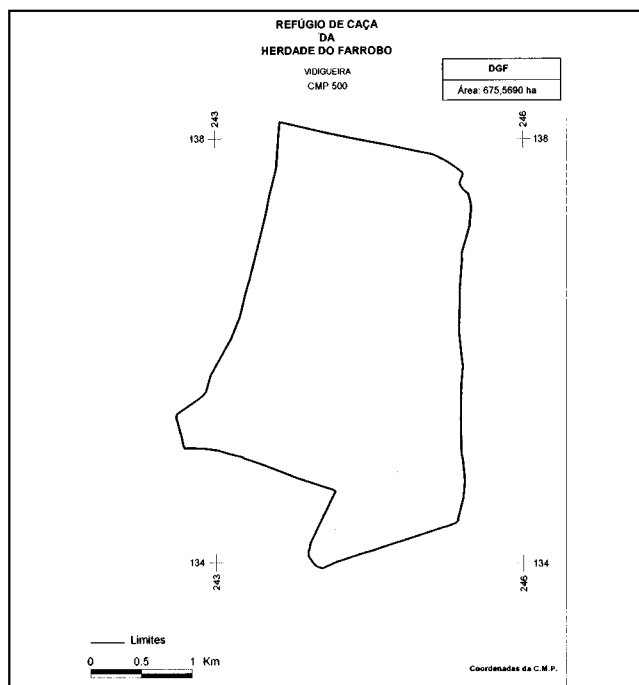 REFÚGIO DE CAÇA
DA
HERDADE DO FARROBO
VIDIGUEIRA
CMP 500
DGF
Área: 675,5690 ha
243
138
246
138
134
243
134
246
Limites
0 0.5 1 Km
Coordenadas da C.M.P.